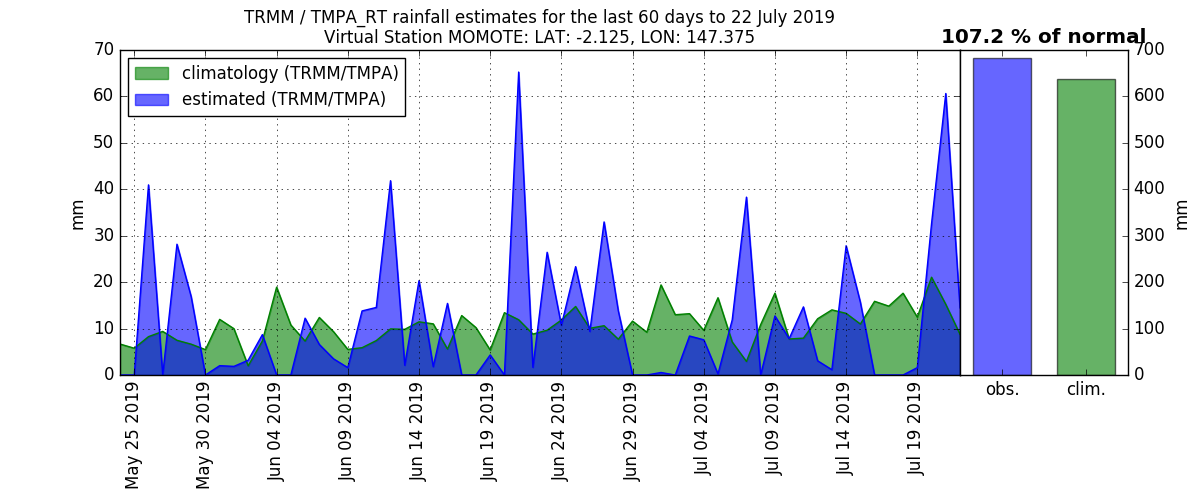 TRMM / TMPA_RT rainfall estimates for the last 60 days to 22 July 2019
Virtual Station MOMOTE: LAT: -2.125, LON: 147.375
107.2 % of normal
climatology (TRMM/TMPA)
estimated (TRMM/TMPA)
70
60
50
40
30
20
10
0
mm
700
600
500
400
300
200
100
0
mm
May 25 2019
May 30 2019
Jun 04 2019
Jun 09 2019
Jun 14 2019
Jun 19 2019
Jun 24 2019
Jun 29 2019
Jul 04 2019
Jul 09 2019
Jul 14 2019
Jul 19 2019
obs.
clim.